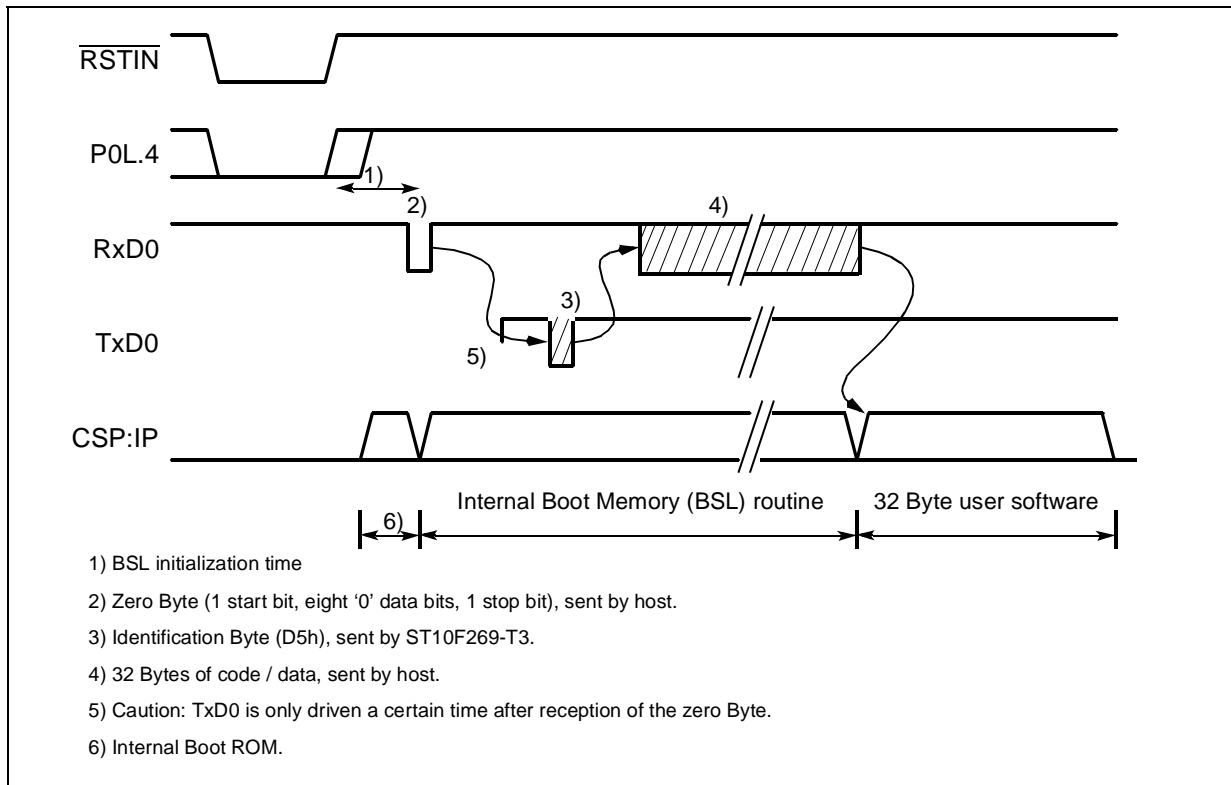 RSTIN
P0L.4
1)
2)
4)
RxD0
3)
TxD0
5)
CSP:IP
Internal Boot Memory (BSL) routine
32 Byte user software
6)
1) BSL initialization time
2) Zero Byte (1 start bit, eight ‘0’ data bits, 1 stop bit), sent by host.
3) Identification Byte (D5h), sent by ST10F269-T3.
4) 32 Bytes of code / data, sent by host.
5) Caution: TxD0 is only driven a certain time after reception of the zero Byte.
6) Internal Boot ROM.